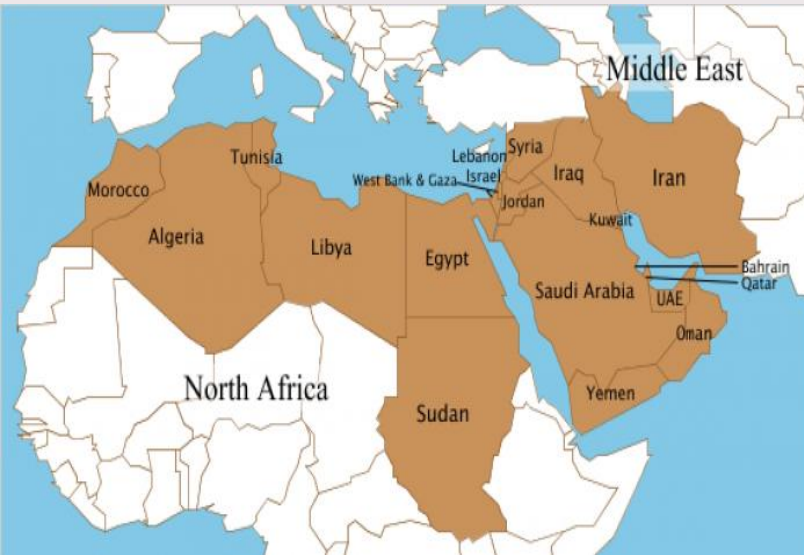 Middle East
Tunisia
Lebanon
Syria
Israel
West Bank & Gaza
Iraq
Iran
Morocco
Jordan
Kuwait
Algeria
Libya
Egypt
Bahrain
Qatar
Saudi Arabia
UAE
Oman
North Africa
Yemen
Sudan